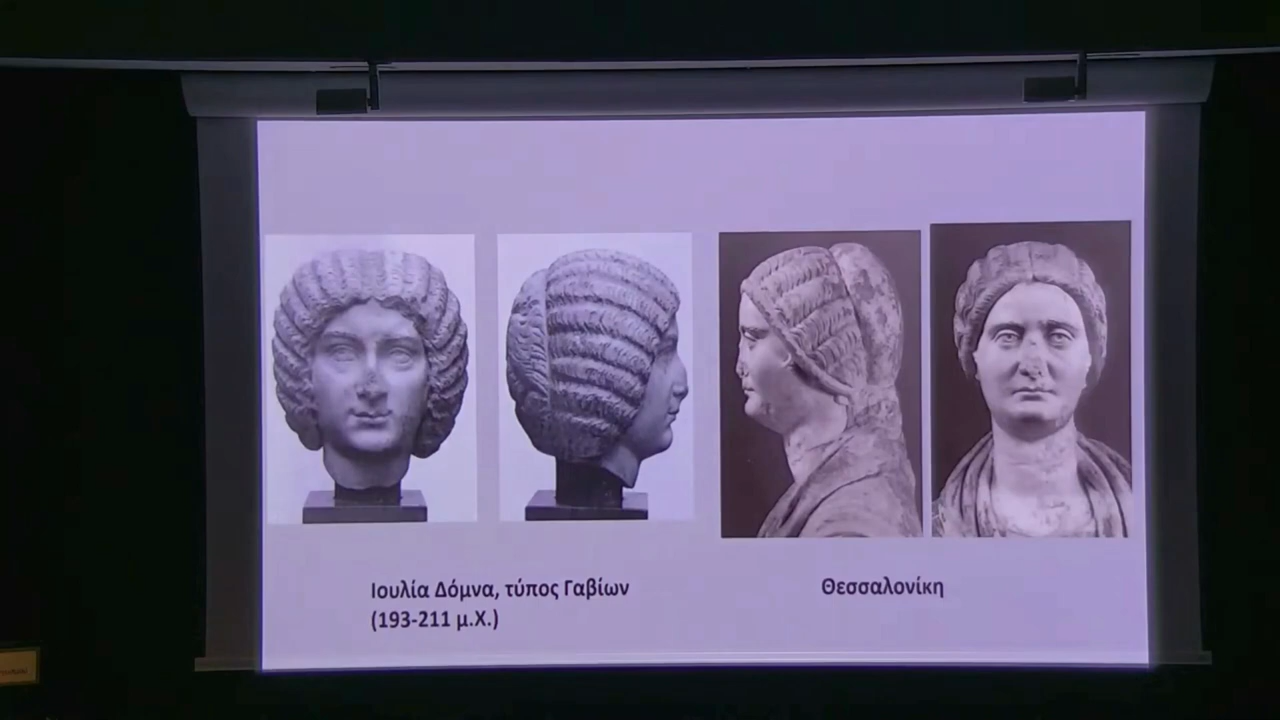 Ιουλία Δόμνα, τύπος Γαβίων
(193-211 μ.Χ.)
Θεσσαλονίκη